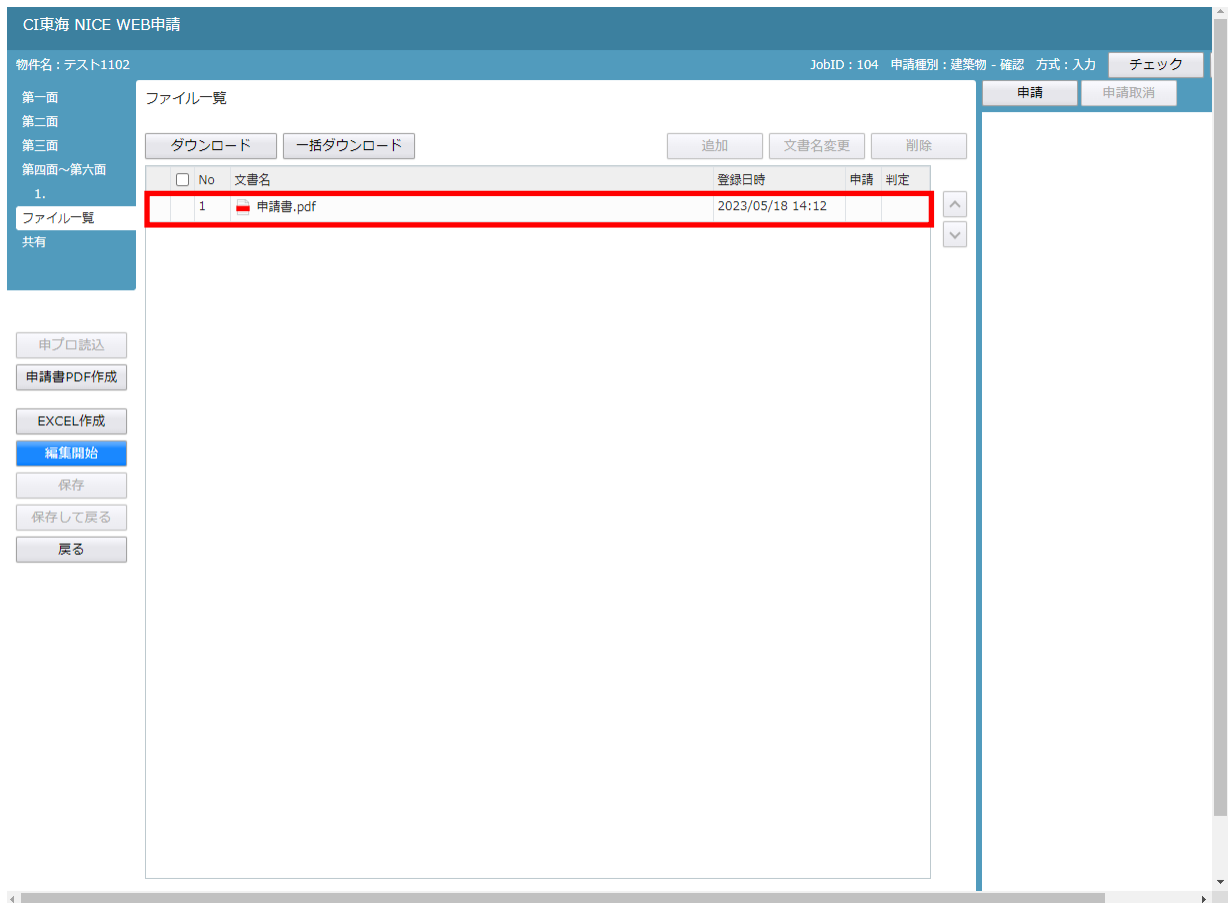 CI東海 NICE WEB申請
物件名：テスト1102
JobID：104 申請種別：建築物 - 確認 方式：入力 チェック
申請 申請取消
第一面
第二面
第三面
第四面～第六面
1.
ファイル一覧
共有
申プロ読込
申請書PDF作成
EXCEL作成
編集開始
保存
保存して戻る
戻る
ファイル一覧
ダウンロード 一括ダウンロード 追加 文書名変更 削除
No 文書名 登録日時 申請 判定
1 申請書.pdf 2023/05/18 14:12